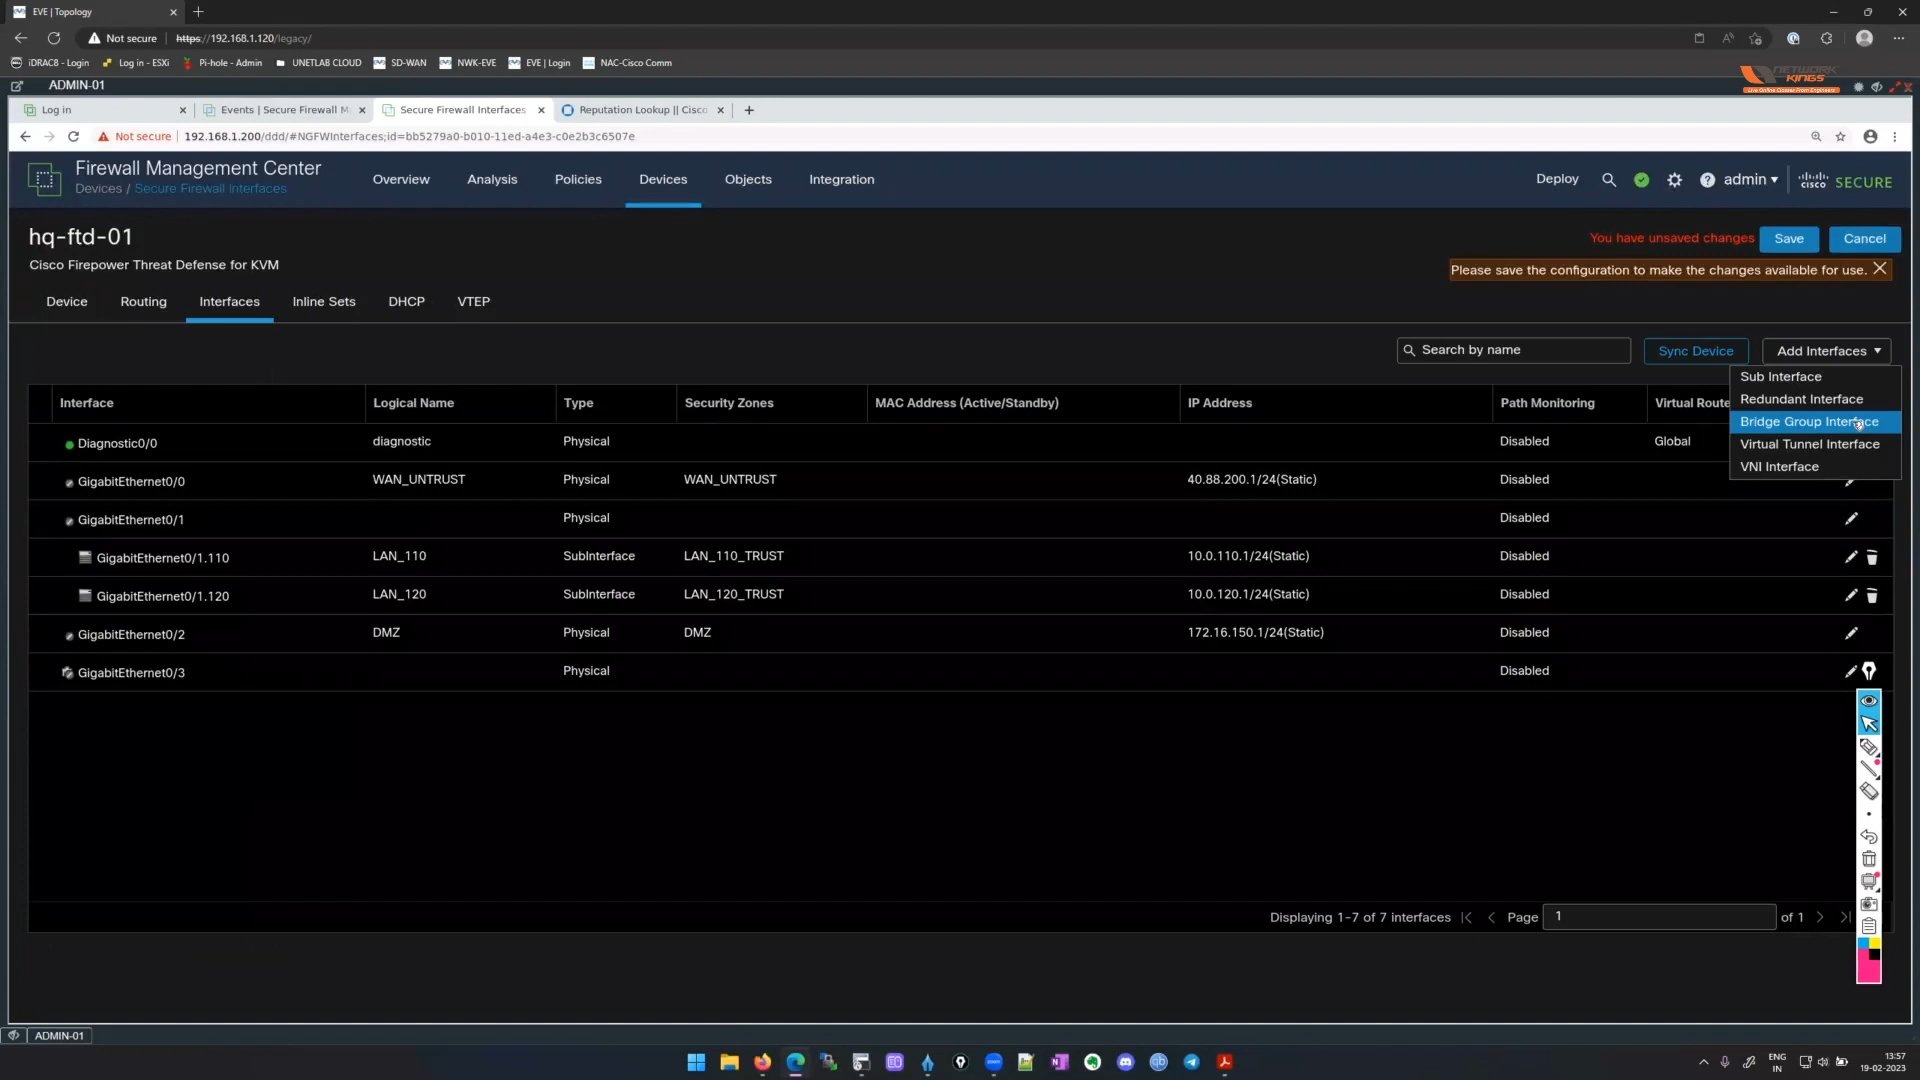 EVE | Topology
Not secure https://192.168.1.120/legacy/
iDRAC8 - Login Log in - ESXi Pi-hole - Admin UNETLAB CLOUD SD-WAN NWK-EVE EVE | Login NAC-Cisco Comm
ADMIN-01
NETWORK KINGS
Live Online Classes From Engineers
Log in Events | Secure Firewall M Secure Firewall Interfaces Reputation Lookup || Cisco
Not secure 192.168.1.200/ddd/#NGFWInterfaces;id=bb5279a0-b010-11ed-a4e3-c0e2b3c6507e
Firewall Management Center
Devices / Secure Firewall Interfaces
Overview Analysis Policies Devices Objects Integration Deploy admin cisco SECURE
hq-ftd-01
You have unsaved changes Save Cancel
Cisco Firepower Threat Defense for KVM
Please save the configuration to make the changes available for use.
Device Routing Interfaces Inline Sets DHCP VTEP
Search by name Sync Device Add Interfaces
Sub Interface
Redundant Interface
Bridge Group Interface
Virtual Tunnel Interface
VNI Interface
Interface Logical Name Type Security Zones MAC Address (Active/Standby) IP Address Path Monitoring Virtual Route
Diagnostic0/0 diagnostic Physical Disabled Global
GigabitEthernet0/0 WAN_UNTRUST Physical WAN_UNTRUST 40.88.200.1/24(Static) Disabled
GigabitEthernet0/1 Physical Disabled
GigabitEthernet0/1.110 LAN_110 SubInterface LAN_110_TRUST 10.0.110.1/24(Static) Disabled
GigabitEthernet0/1.120 LAN_120 SubInterface LAN_120_TRUST 10.0.120.1/24(Static) Disabled
GigabitEthernet0/2 DMZ Physical DMZ 172.16.150.1/24(Static) Disabled
GigabitEthernet0/3 Physical Disabled
Displaying 1-7 of 7 interfaces Page 1 of 1
ADMIN-01
ENG
IN
13:57
19-02-2023